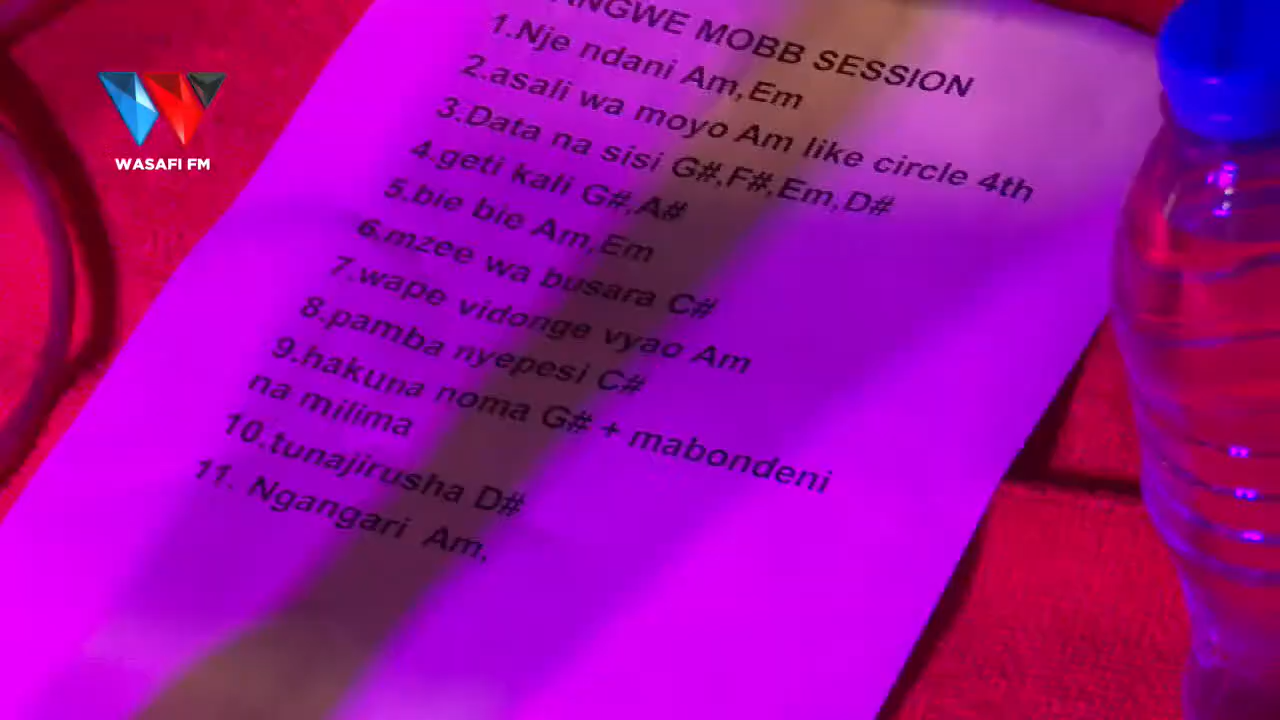 WASAFI FM
ANGWE MOBB SESSION
1.Nje ndani Am,Em
2.asali wa moyo Am like circle 4th
3.Data na sisi G#,F#,Em,D#
4.geti kali G#,A#
5.bie bie Am,Em
6.mzee wa busara C#
7.wape vidonge vyao Am
8.pamba nyepesi C#
9.hakuna noma G# + mabondeni
na milima
10.tunajirusha D#
11. Ngangari Am,